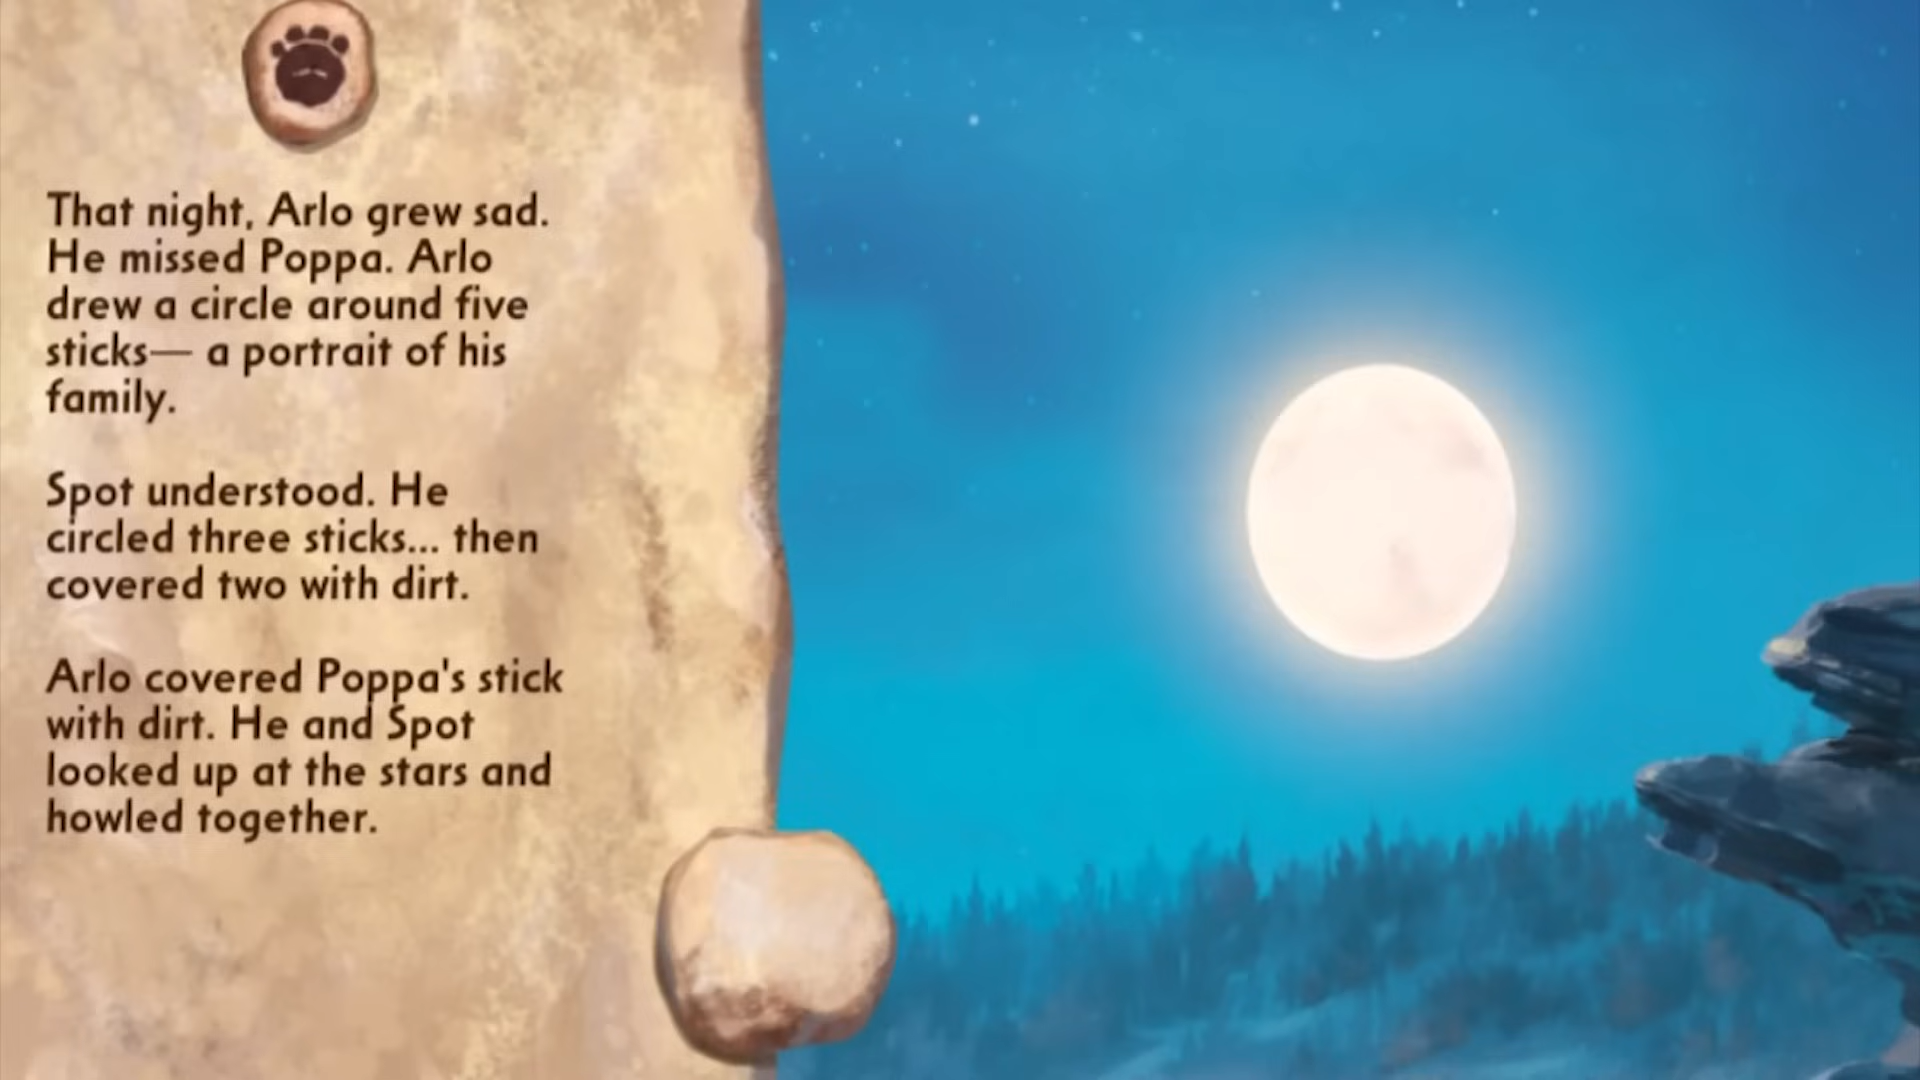 That night, Arlo grew sad.
He missed Poppa. Arlo
drew a circle around five
sticks— a portrait of his
family.
Spot understood. He
circled three sticks... then
covered two with dirt.
Arlo covered Poppa's stick
with dirt. He and Spot
looked up at the stars and
howled together.